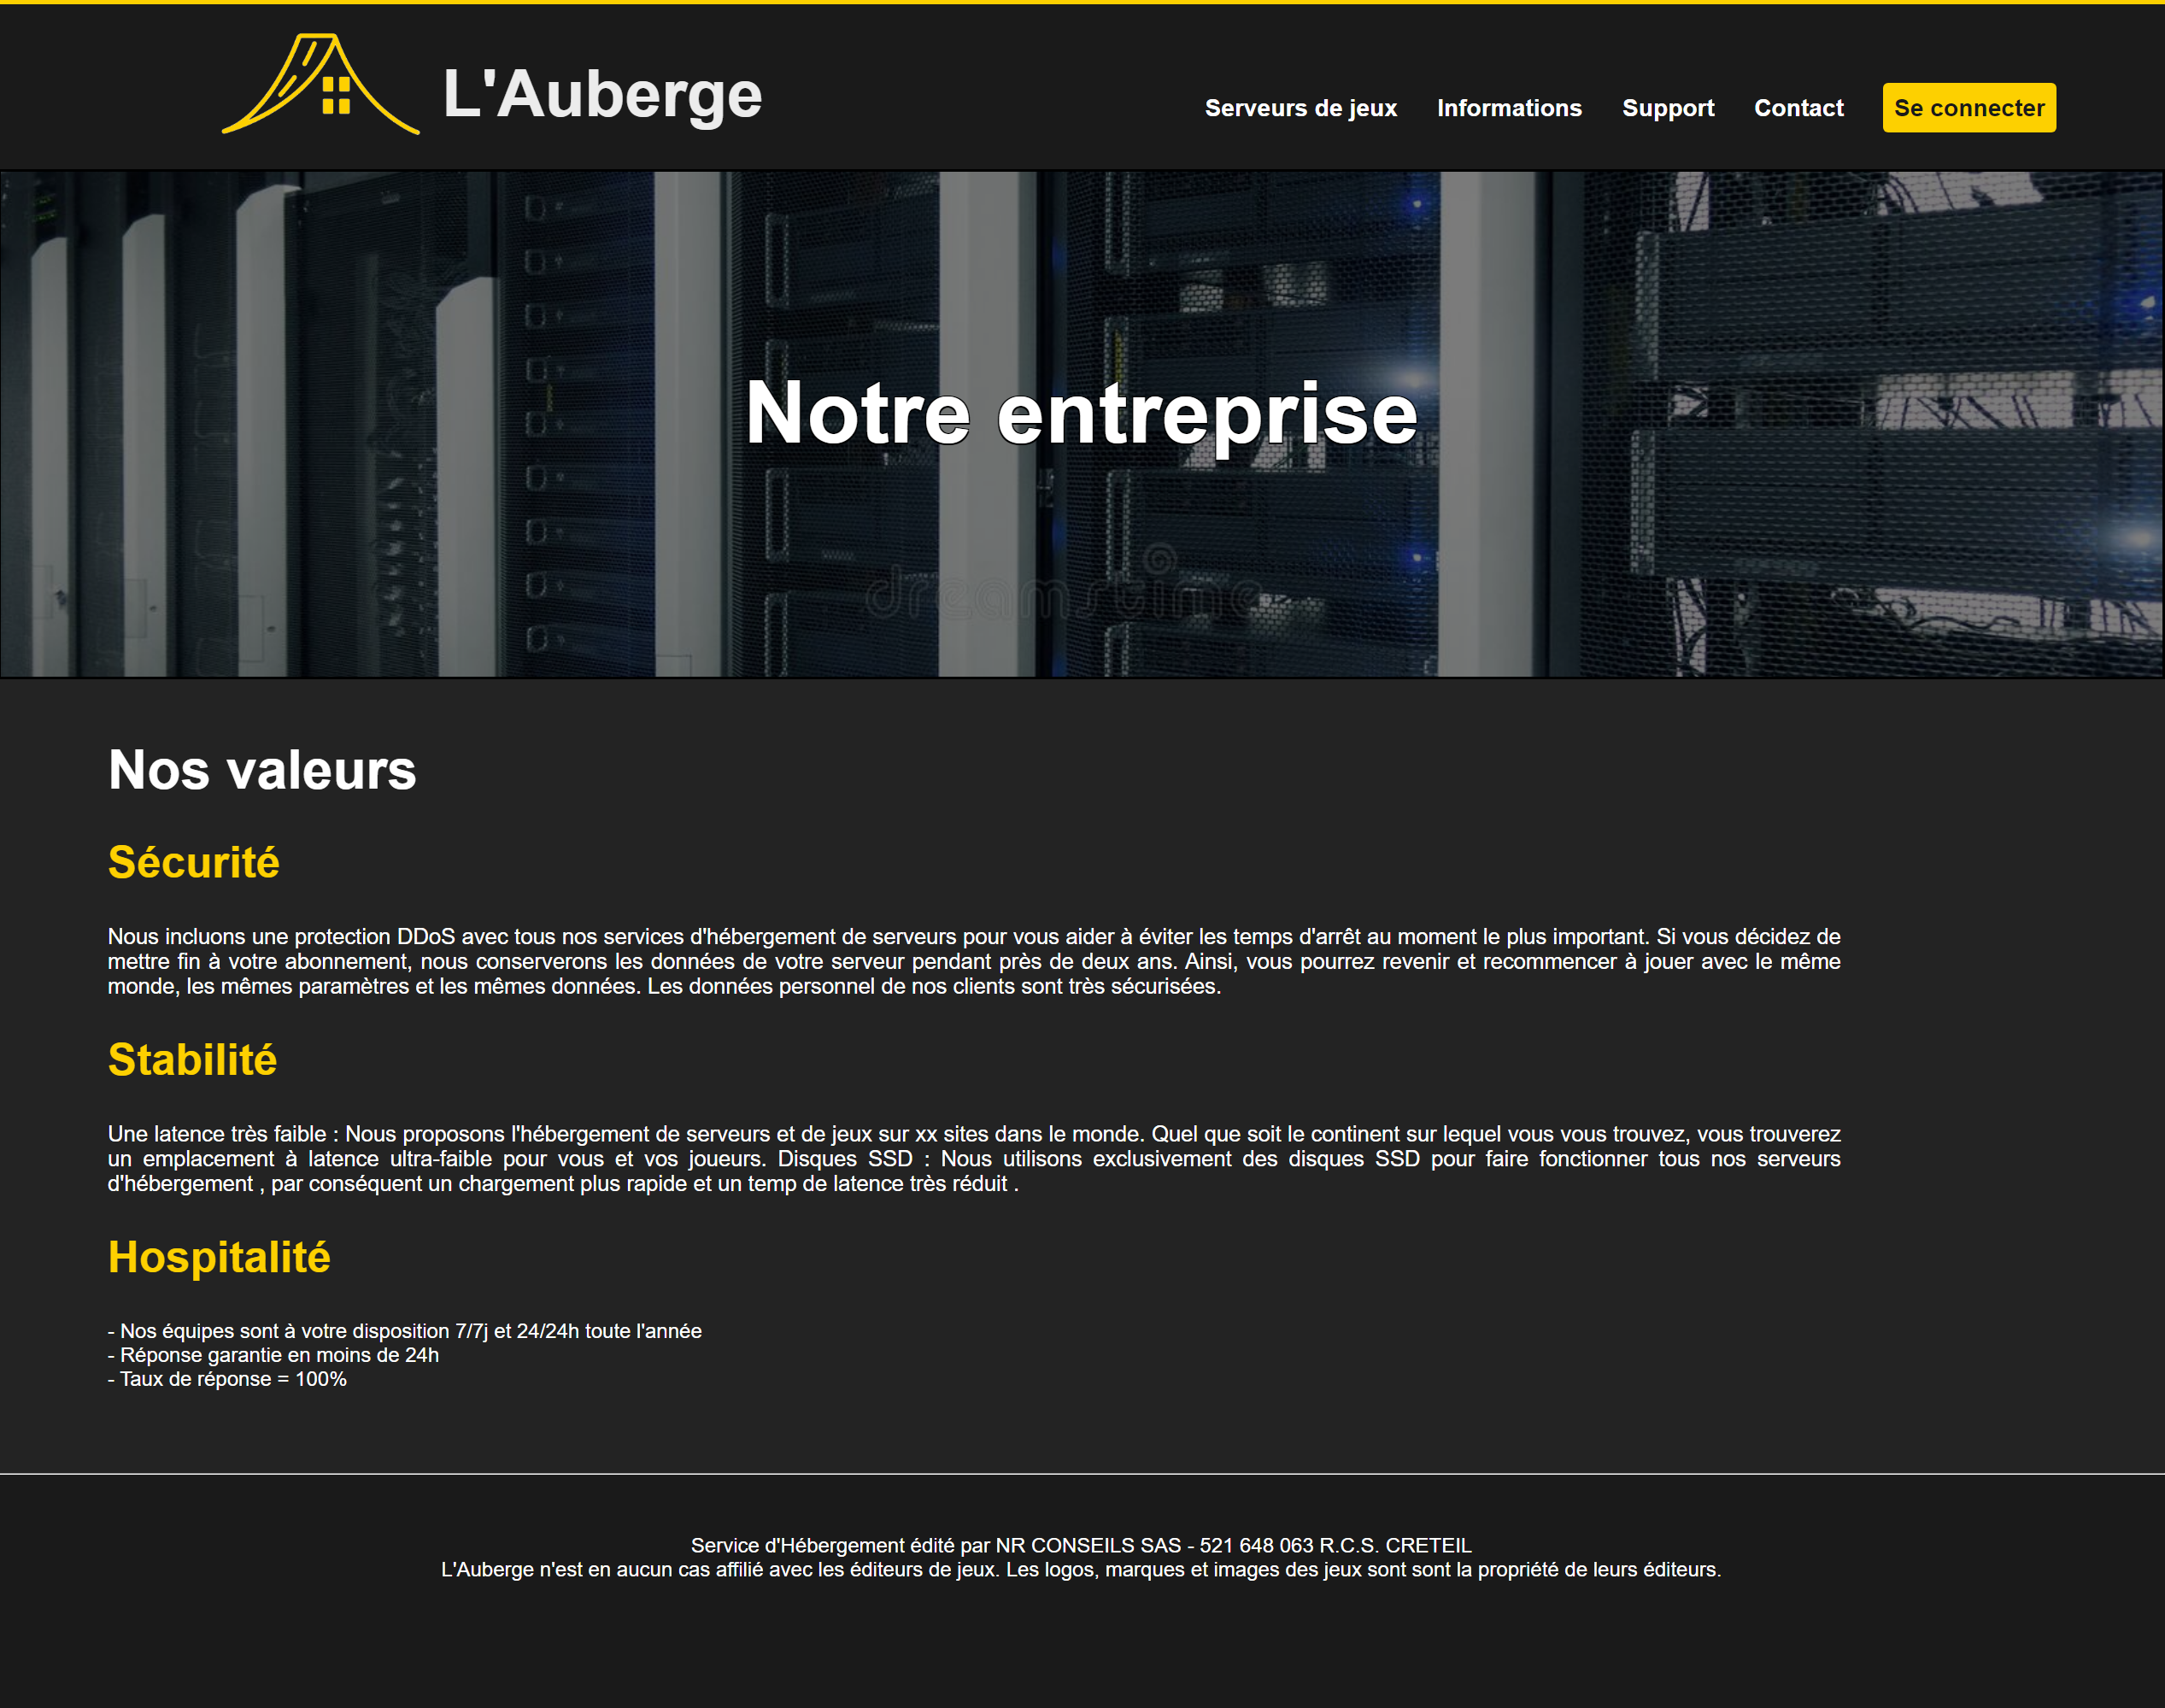 L'Auberge
Serveurs de jeux Informations Support Contact Se connecter
Notre entreprise
dreamstime
Nos valeurs
Sécurité
Nous incluons une protection DDoS avec tous nos services d'hébergement de serveurs pour vous aider à éviter les temps d'arrêt au moment le plus important. Si vous décidez de
mettre fin à votre abonnement, nous conserverons les données de votre serveur pendant près de deux ans. Ainsi, vous pourrez revenir et recommencer à jouer avec le même
monde, les mêmes paramètres et les mêmes données. Les données personnel de nos clients sont très sécurisées.
Stabilité
Une latence très faible : Nous proposons l'hébergement de serveurs et de jeux sur xx sites dans le monde. Quel que soit le continent sur lequel vous vous trouvez, vous trouverez
un emplacement à latence ultra-faible pour vous et vos joueurs. Disques SSD : Nous utilisons exclusivement des disques SSD pour faire fonctionner tous nos serveurs
d'hébergement , par conséquent un chargement plus rapide et un temp de latence très réduit .
Hospitalité
- Nos équipes sont à votre disposition 7/7j et 24/24h toute l'année
- Réponse garantie en moins de 24h
- Taux de réponse = 100%
Service d'Hébergement édité par NR CONSEILS SAS - 521 648 063 R.C.S. CRETEIL
L'Auberge n'est en aucun cas affilié avec les éditeurs de jeux. Les logos, marques et images des jeux sont sont la propriété de leurs éditeurs.